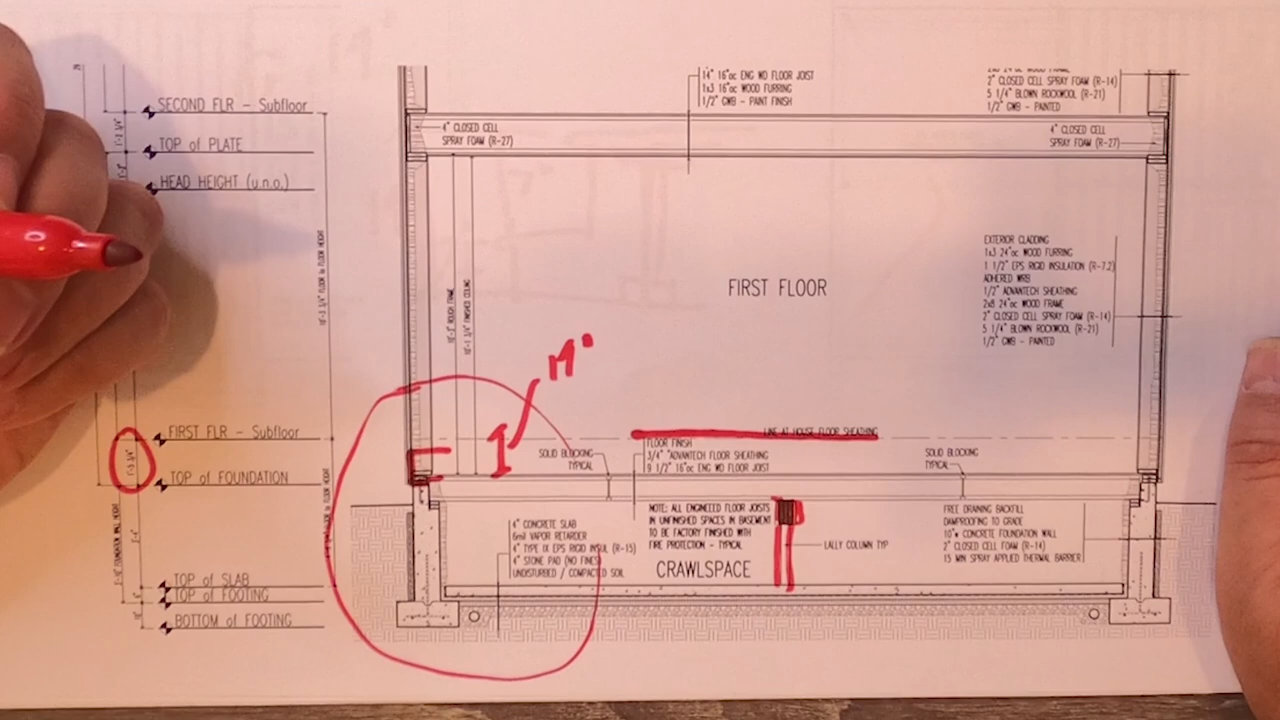 14" 16"oc ENG WD FLOOR JOIST
1x3 16"oc WOOD FURRING
1/2" GWB - PAINT FINISH
2x8 24"oc WOOD FRAME
2" CLOSED CELL SPRAY FOAM (R-14)
5 1/4" BLOWN ROCKWOOL (R-21)
1/2" GWB - PAINTED
SECOND FLR - Subfloor
TOP of PLATE
HEAD HEIGHT (u.n.o.)
4" CLOSED CELL
SPRAY FOAM (R-27)
4" CLOSED CELL
SPRAY FOAM (R-27)
FIRST FLOOR
EXTERIOR CLADDING
1x3 24"oc WOOD FURRING
1 1/2" EPS RIGID INSULATION (R-7.2)
ADHERED WRB
1/2" ADVANTECH SHEATHING
2x8 24"oc WOOD FRAME
2" CLOSED CELL SPRAY FOAM (R-14)
5 1/4" BLOWN ROCKWOOL (R-21)
1/2" GWB - PAINTED
FIRST FLR - Subfloor
TOP of FOUNDATION
TOP of SLAB
TOP of FOOTING
BOTTOM of FOOTING
LINE AT HOUSE FLOOR SHEATHING
FLOOR FINISH
3/4" "ADVANTECH FLOOR SHEATHING
9 1/2" 16"oc ENG WD FLOOR JOIST
SOLID BLOCKING
TYPICAL
SOLID BLOCKING
TYPICAL
4" CONCRETE SLAB
6mil VAPOR RETARDER
4" TYPE IX EPS RIGID INSUL (R-15)
4" STONE PAD (NO FINES)
UNDISTURBED / COMPACTED SOIL
NOTE: ALL ENGINEED FLOOR JOISTS
IN UNFINISHED SPACES IN BASEMENT
TO BE FACTORY FINISHED WITH
FIRE PROTECTION - TYPICAL
CRAWLSPACE
LALLY COLUMN TYP
FREE DRAINING BACKFILL
DAMPROOFING TO GRADE
10"w CONCRETE FOUNDATION WALL
2" CLOSED CELL FOAM (R-14)
15 MIN SPRAY APPLIED THERMAL BARRIER